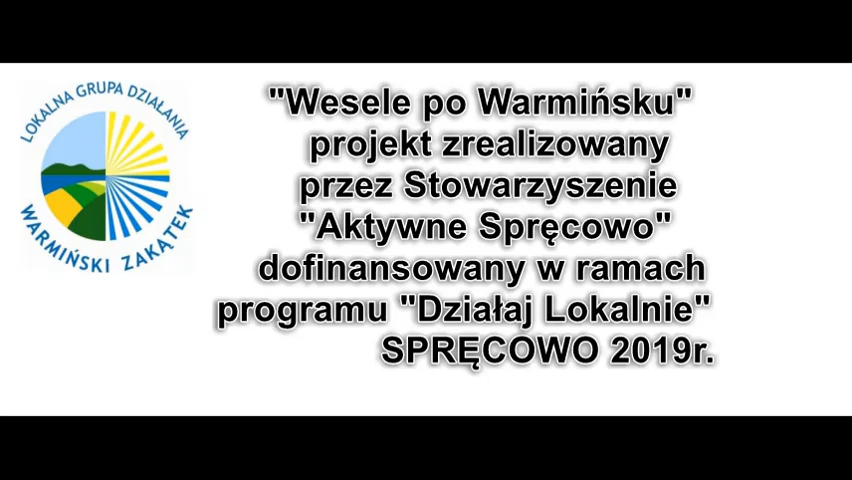 LOKALNA GRUPA DZIAŁANIA
WARMIŃSKI ZAKĄTEK
"Wesele po Warmińsku"
projekt zrealizowany
przez Stowarzyszenie
"Aktywne Spręcowo"
dofinansowany w ramach
programu "Działaj Lokalnie"
SPRĘCOWO 2019r.